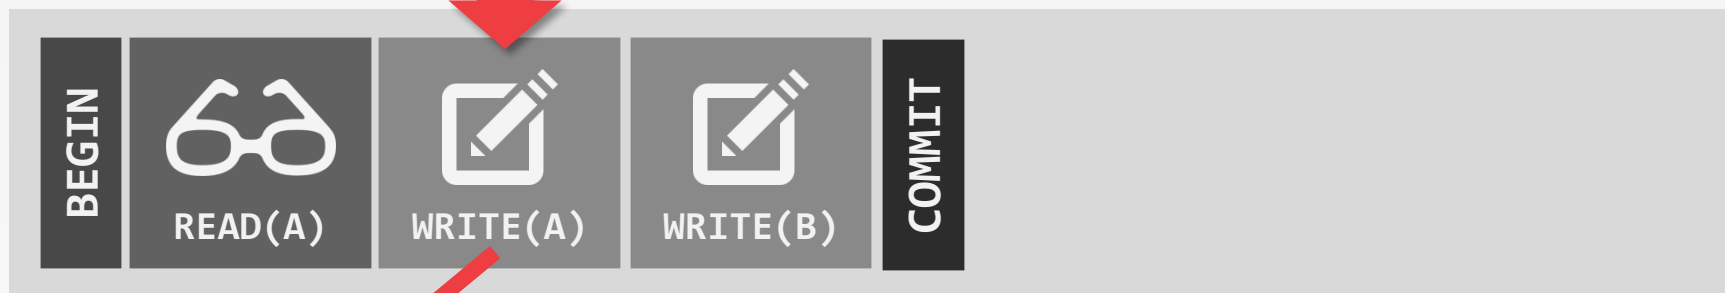 BEGIN
READ(A)
WRITE(A)
WRITE(B)
COMMIT